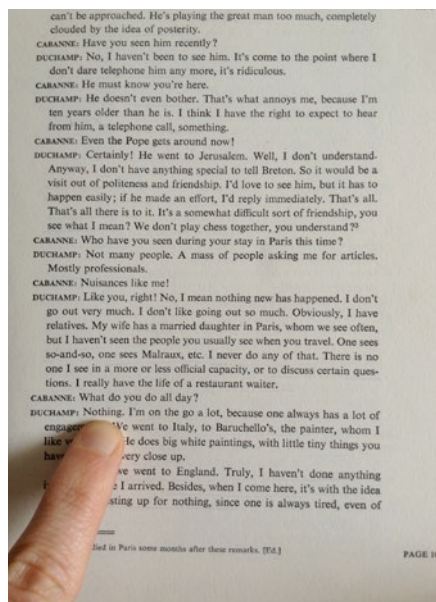 can't be approached. He's playing the great man too much, completely
clouded by the idea of posterity.
CABANNE: Have you seen him recently?
DUCHAMP: No, I haven't been to see him. It's come to the point where I
don't dare telephone him any more, it's ridiculous.
CABANNE: He must know you're here.
DUCHAMP: He doesn't even bother. That's what annoys me, because I'm
ten years older than he is. I think I have the right to expect to hear
from him, a telephone call, something.
CABANNE: Even the Pope gets around now!
DUCHAMP: Certainly! He went to Jerusalem. Well, I don't understand.
Anyway, I don't have anything special to tell Breton. So it would be a
visit out of politeness and friendship. I'd love to see him, but it has to
happen easily; if he made an effort, I'd reply immediately. That's all.
That's all there is to it. It's a somewhat difficult sort of friendship, you
see what I mean? We don't play chess together, you understand?³
CABANNE: Who have you seen during your stay in Paris this time?
DUCHAMP: Not many people. A mass of people asking me for articles.
Mostly professionals.
CABANNE: Nuisances like me!
DUCHAMP: Like you, right! No, I mean nothing new has happened. I don't
go out very much. I don't like going out so much. Obviously, I have
relatives. My wife has a married daughter in Paris, whom we see often,
but I haven't seen the people you usually see when you travel. One sees
so-and-so, one sees Malraux, etc. I never do any of that. There is no
one I see in a more or less official capacity, or to discuss certain ques-
tions. I really have the life of a restaurant waiter.
CABANNE: What do you do all day?
DUCHAMP: Nothing. I'm on the go a lot, because one always has a lot of
We went to Italy, to Baruchello's, the painter, whom I
like He does big white paintings, with little tiny things you
very close up.
we went to England. Truly, I haven't done anything
I arrived. Besides, when I come here, it's with the idea
up for nothing, since one is always tired, even of
in Paris some months after these remarks. [Ed.]
PAGE